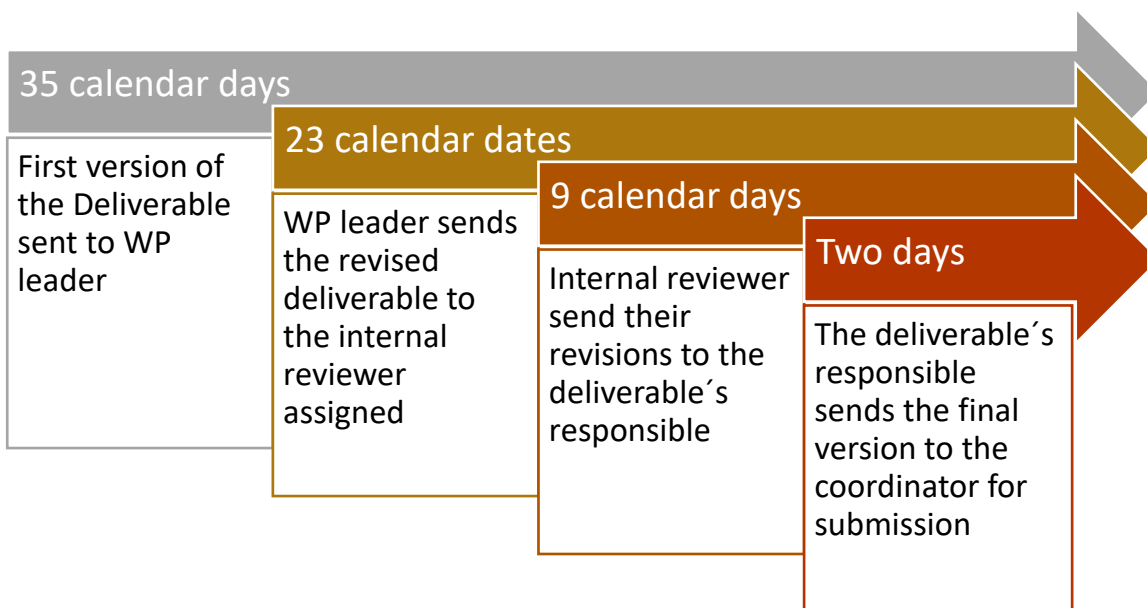 35 calendar days
First version of
the Deliverable
sent to WP
leader
23 calendar dates
WP leader sends
the revised
deliverable to
the internal
reviewer
assigned
9 calendar days
Internal reviewer
send their
revisions to the
deliverable´s
responsible
Two days
The deliverable´s
responsible
sends the final
version to the
coordinator for
submission